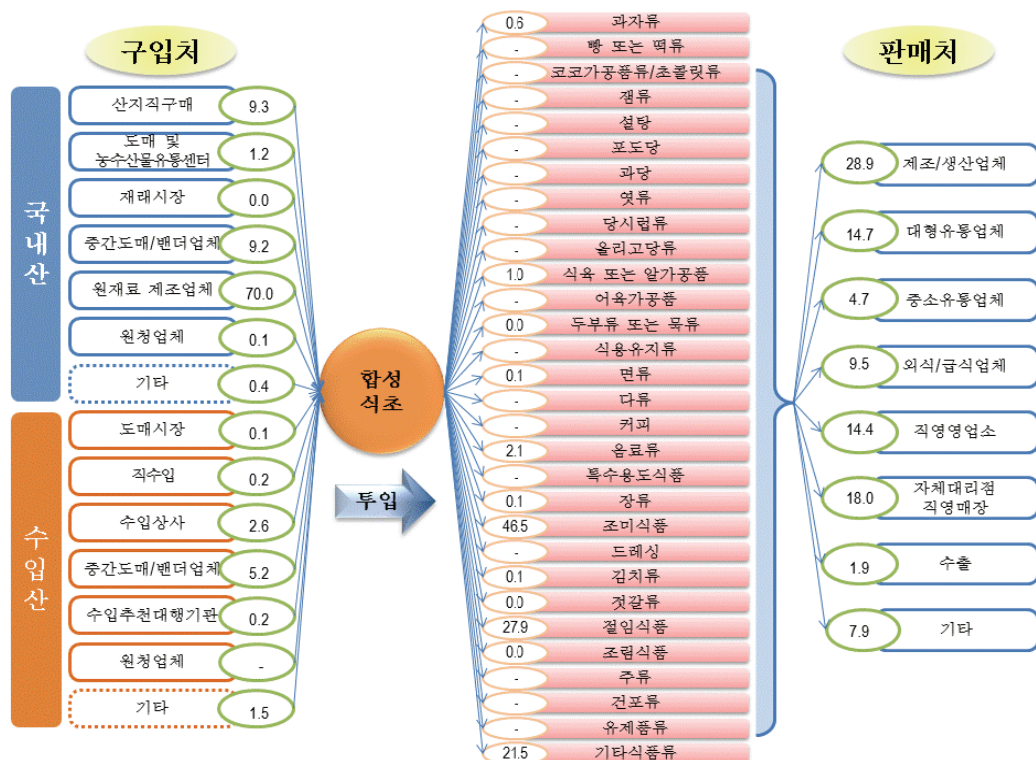 구입처
국내산
산지직구매
9.3
도매 및
농수산물유통센터
1.2
재래시장
0.0
중간도매/밴더업체
9.2
원재료 제조업체
70.0
원청업체
0.1
기타
0.4
수입산
도매시장
0.1
직수입
0.2
수입상사
2.6
중간도매/밴더업체
5.2
수입추천대행기관
0.2
원청업체
-
기타
1.5
합성
식초
투입
0.6 과자류
- 빵 또는 떡류
- 코코가공품류/초콜릿류
- 잼류
- 설탕
- 포도당
- 과당
- 엿류
- 당시럽류
- 올리고당류
1.0 식육 또는 알가공품
- 어육가공품
0.0 두부류 또는 묵류
- 식용유지류
0.1 면류
- 다류
- 커피
2.1 음료류
- 특수용도식품
0.1 장류
46.5 조미식품
- 드레싱
0.1 김치류
0.0 젓갈류
27.9 절임식품
0.0 조림식품
- 주류
- 건포류
- 유제품류
21.5 기타식품류
판매처
28.9 제조/생산업체
14.7 대형유통업체
4.7 중소유통업체
9.5 외식/급식업체
14.4 직영영업소
18.0 자체대리점
직영매장
1.9 수출
7.9 기타